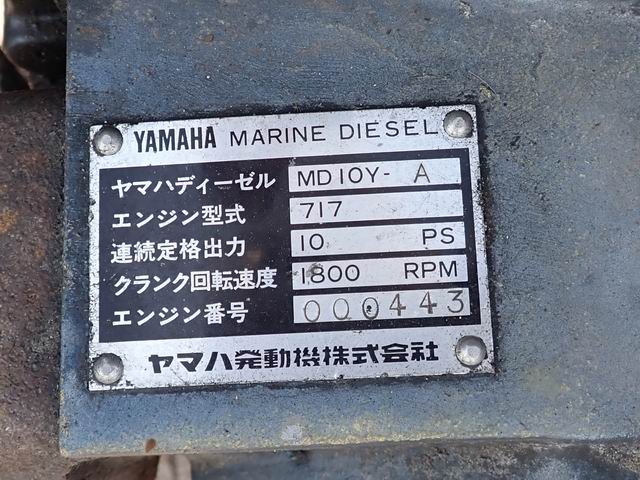 YAMAHA MARINE DIESEL
ヤマハディーゼル MD10Y- A
エンジン型式 717
連続定格出力 10 PS
クランク回転速度 1800 RPM
エンジン番号 000443
ヤマハ発動機株式会社